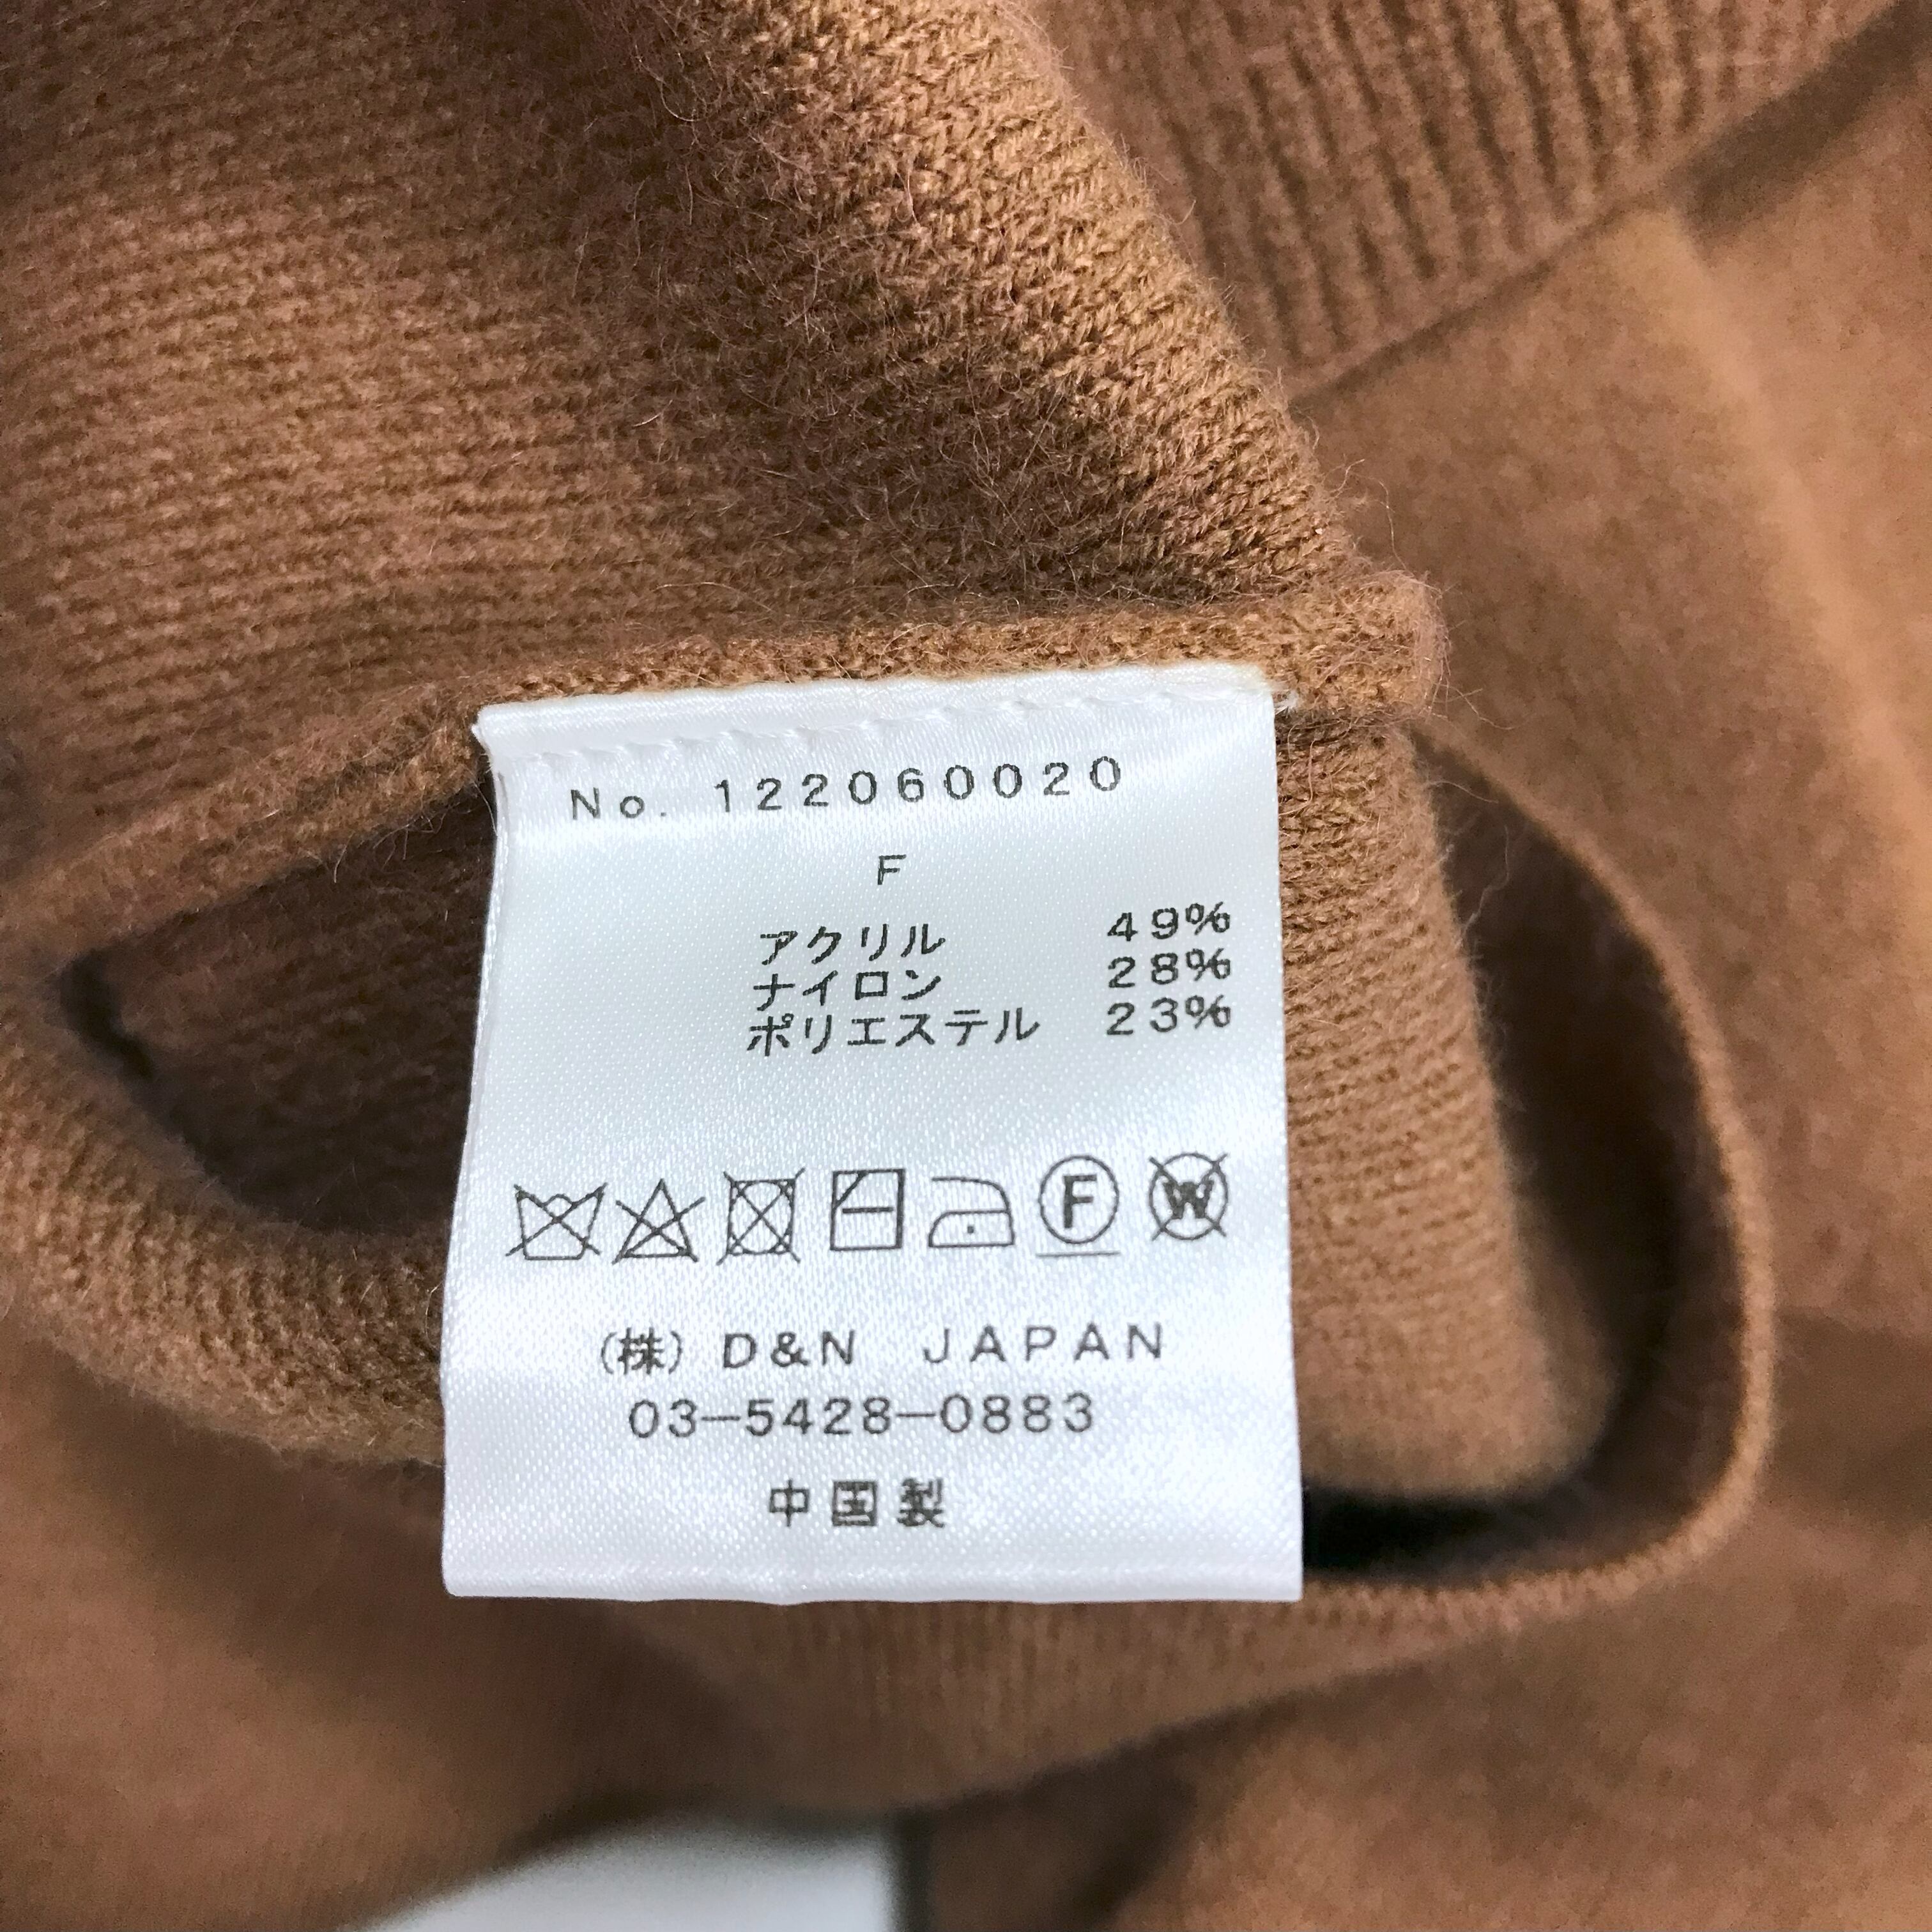 No. 122060020
F
アクリル 49%
ナイロン 28%
ポリエステル 23%
F W
(株) D&N JAPAN
03-5428-0883
中国製